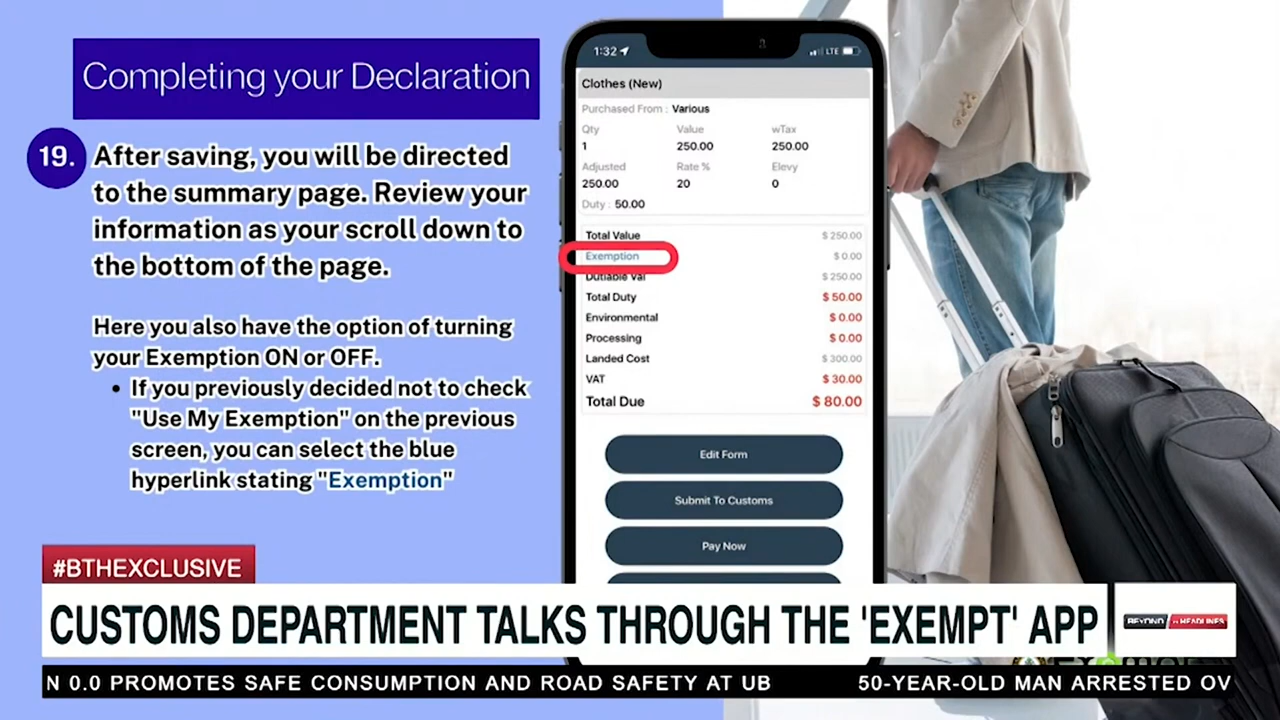 Completing your Declaration
19.
After saving, you will be directed
to the summary page. Review your
information as your scroll down to
the bottom of the page.
Here you also have the option of turning
your Exemption ON or OFF.
• If you previously decided not to check
"Use My Exemption" on the previous
screen, you can select the blue
hyperlink stating "Exemption"
1:32 LTE
Clothes (New)
Purchased From : Various
Qty Value wTax
1 250.00 250.00
Adjusted Rate % Elevy
250.00 20 0
Duty : 50.00
Total Value $ 250.00
Exemption $ 0.00
Dutiable Val $ 250.00
Total Duty $ 50.00
Environmental $ 0.00
Processing $ 0.00
Landed Cost $ 300.00
VAT $ 30.00
Total Due $ 80.00
Edit Form
Submit To Customs
Pay Now
#BTHEXCLUSIVE
CUSTOMS DEPARTMENT TALKS THROUGH THE 'EXEMPT' APP
BEYOND HEADLINES
N 0.0 PROMOTES SAFE CONSUMPTION AND ROAD SAFETY AT UB 50-YEAR-OLD MAN ARRESTED OV